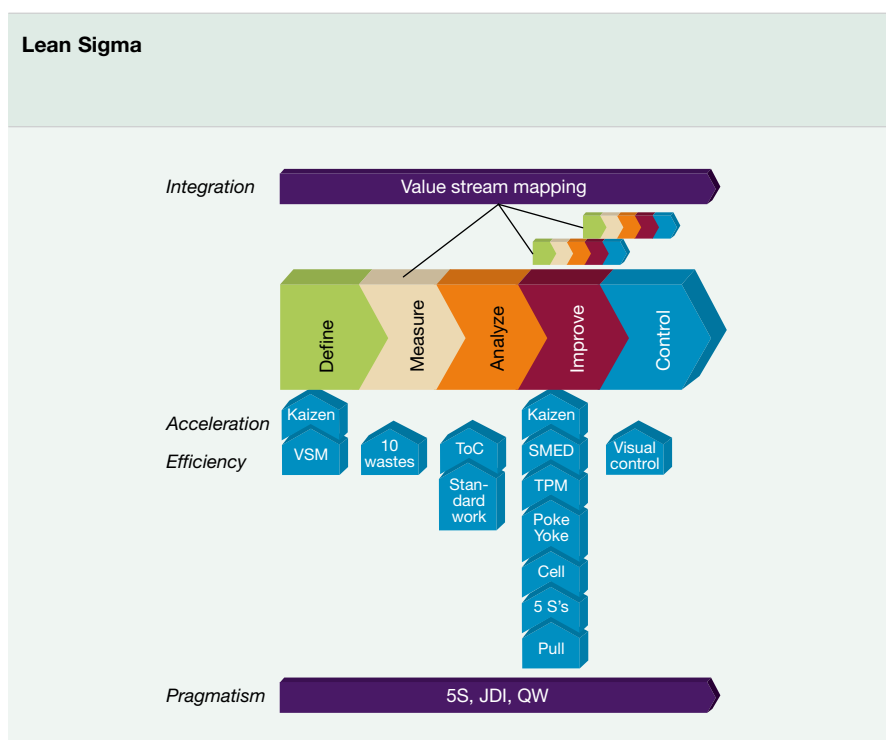 Lean Sigma
Integration
Value stream mapping
Define
Measure
Analyze
Improve
Control
Acceleration
Kaizen
Kaizen
Efficiency
VSM
10
wastes
ToC
SMED
Visual
control
Stan-
dard
work
TPM
Poke
Yoke
Cell
5 S's
Pull
Pragmatism
5S, JDI, QW